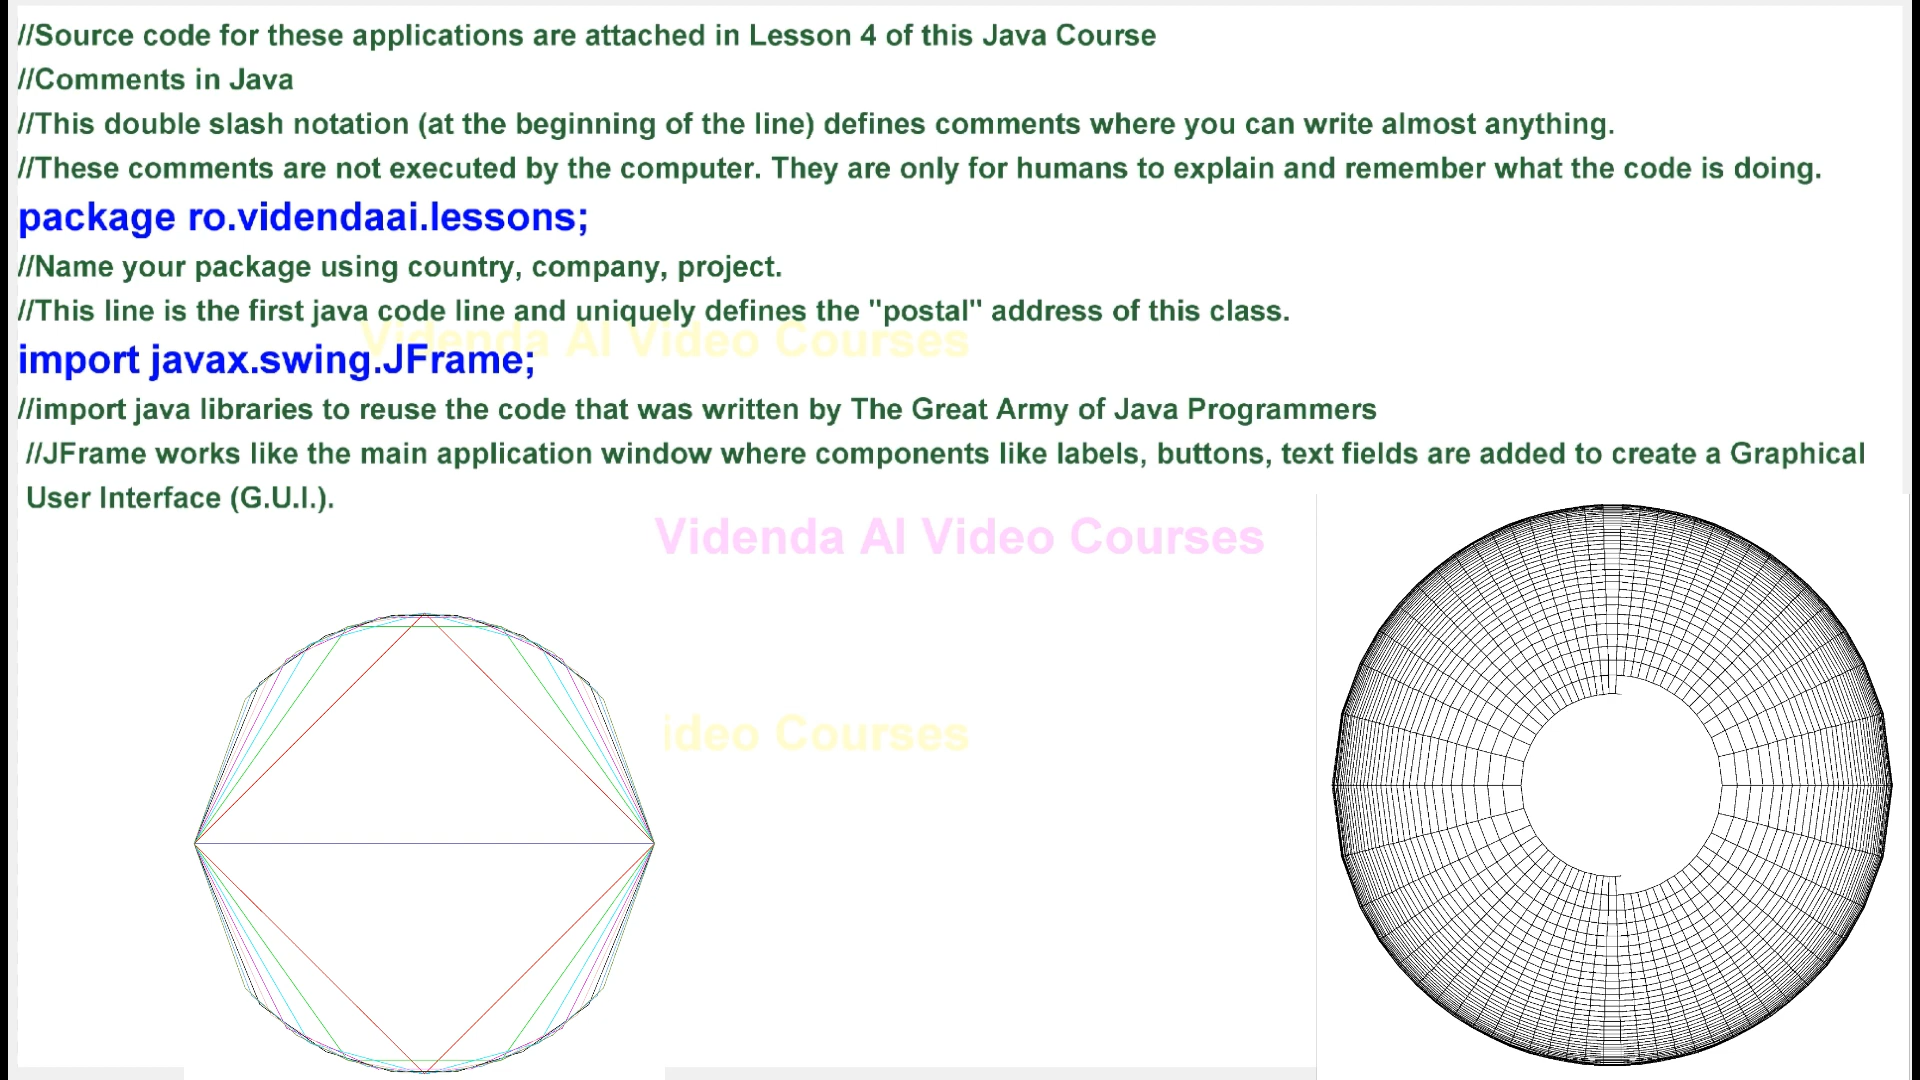 //Source code for these applications are attached in Lesson 4 of this Java Course
//Comments in Java
//This double slash notation (at the beginning of the line) defines comments where you can write almost anything.
//These comments are not executed by the computer. They are only for humans to explain and remember what the code is doing.
package ro.videndaai.lessons;
//Name your package using country, company, project.
//This line is the first java code line and uniquely defines the "postal" address of this class.
Videnda AI Video Courses
import javax.swing.JFrame;
//import java libraries to reuse the code that was written by The Great Army of Java Programmers
//JFrame works like the main application window where components like labels, buttons, text fields are added to create a Graphical
User Interface (G.U.I.).
Videnda AI Video Courses
ideo Courses